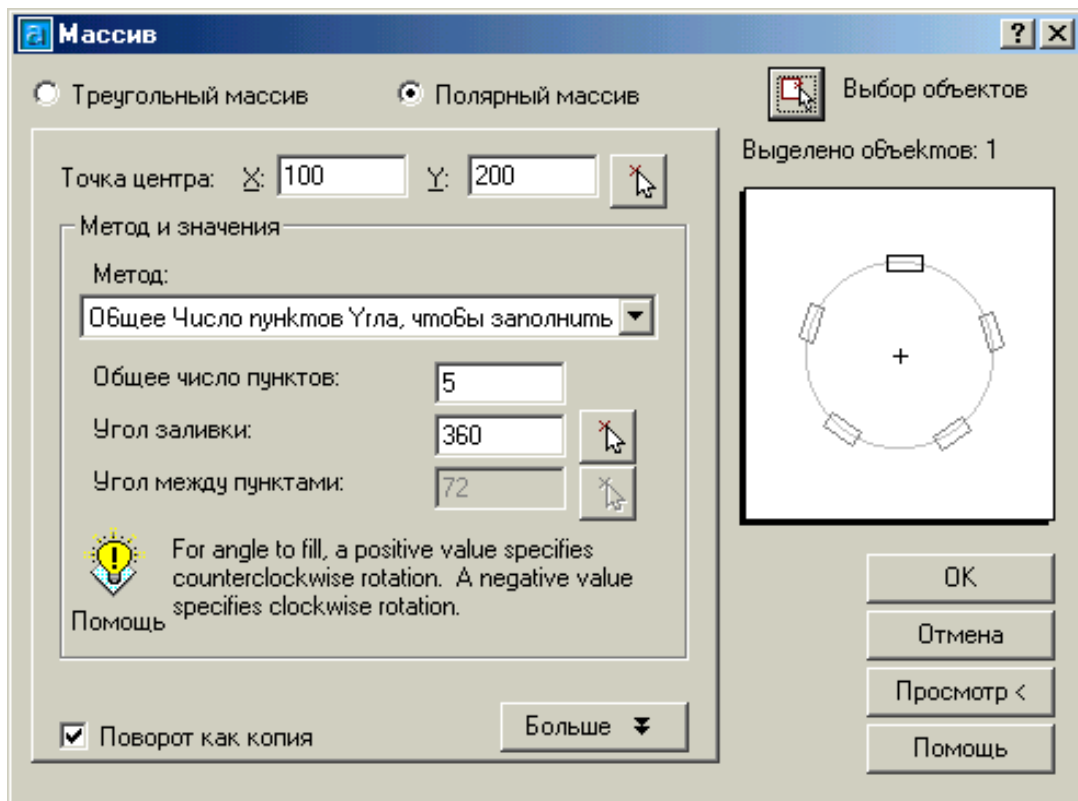 Массив
Треугольный массив
Полярный массив
Выбор объектов
Выделено объектов: 1
Точка центра: X: 100 Y: 200
Метод и значения
Метод:
Общее Число пунктов Yгла, чтобы заполнить
Общее число пунктов: 5
Угол заливки: 360
Угол между пунктами: 72
For angle to fill, a positive value specifies
counterclockwise rotation. A negative value
specifies clockwise rotation.
Помощь
Поворот как копия
Больше
OK
Отмена
Просмотр <
Помощь